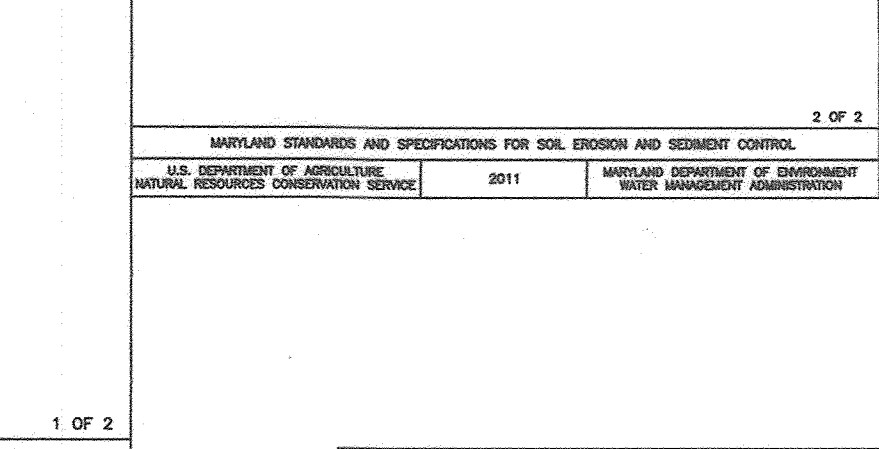 2 OF 2
MARYLAND STANDARDS AND SPECIFICATIONS FOR SOIL EROSION AND SEDIMENT CONTROL
U.S. DEPARTMENT OF AGRICULTURE
NATURAL RESOURCES CONSERVATION SERVICE
2011
MARYLAND DEPARTMENT OF ENVIRONMENT
WATER MANAGEMENT ADMINISTRATION
1 OF 2